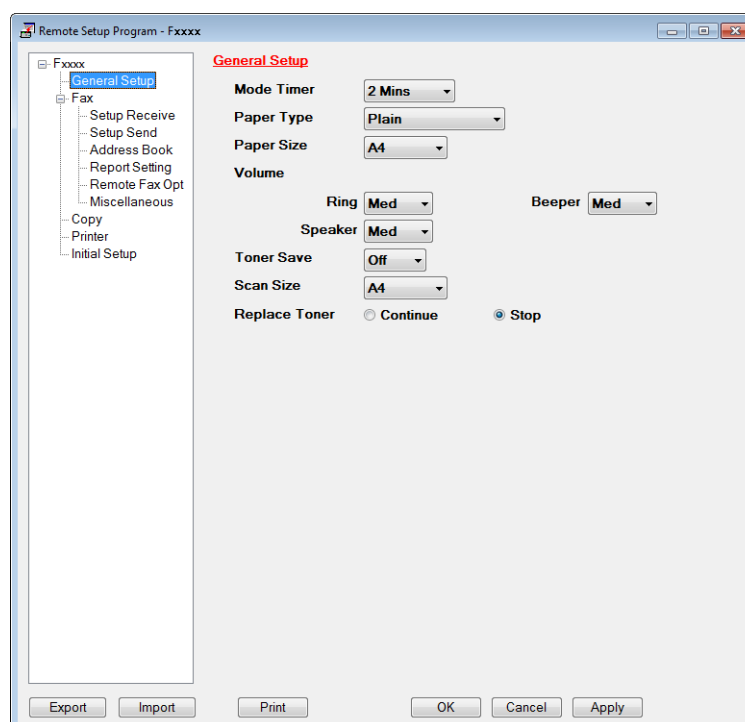 Remote Setup Program - Fxxxx
Fxxxx
General Setup
Fax
Setup Receive
Setup Send
Address Book
Report Setting
Remote Fax Opt
Miscellaneous
Copy
Printer
Initial Setup
General Setup
Mode Timer 2 Mins
Paper Type Plain
Paper Size A4
Volume
Ring Med Beeper Med
Speaker Med
Toner Save Off
Scan Size A4
Replace Toner Continue Stop
Export Import Print OK Cancel Apply